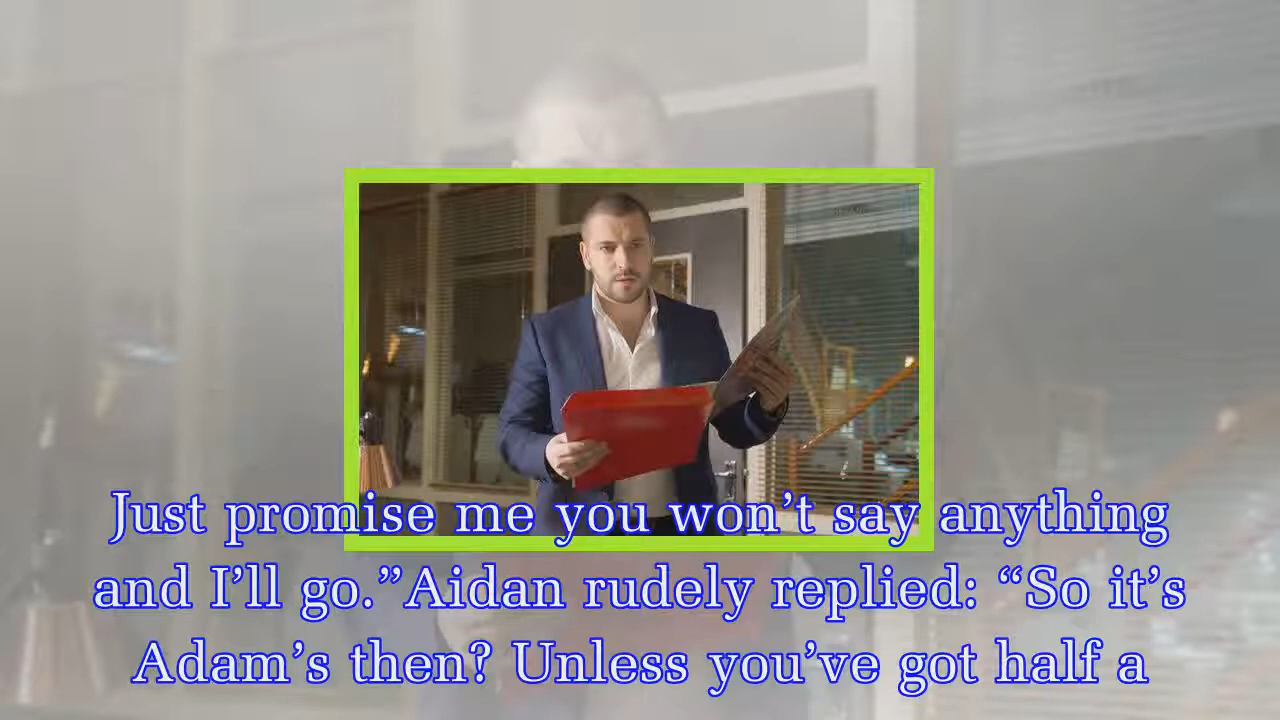 Just promise me you won’t say anything
and I’ll go.”Aidan rudely replied: “So it’s
Adam’s then? Unless you’ve got half a